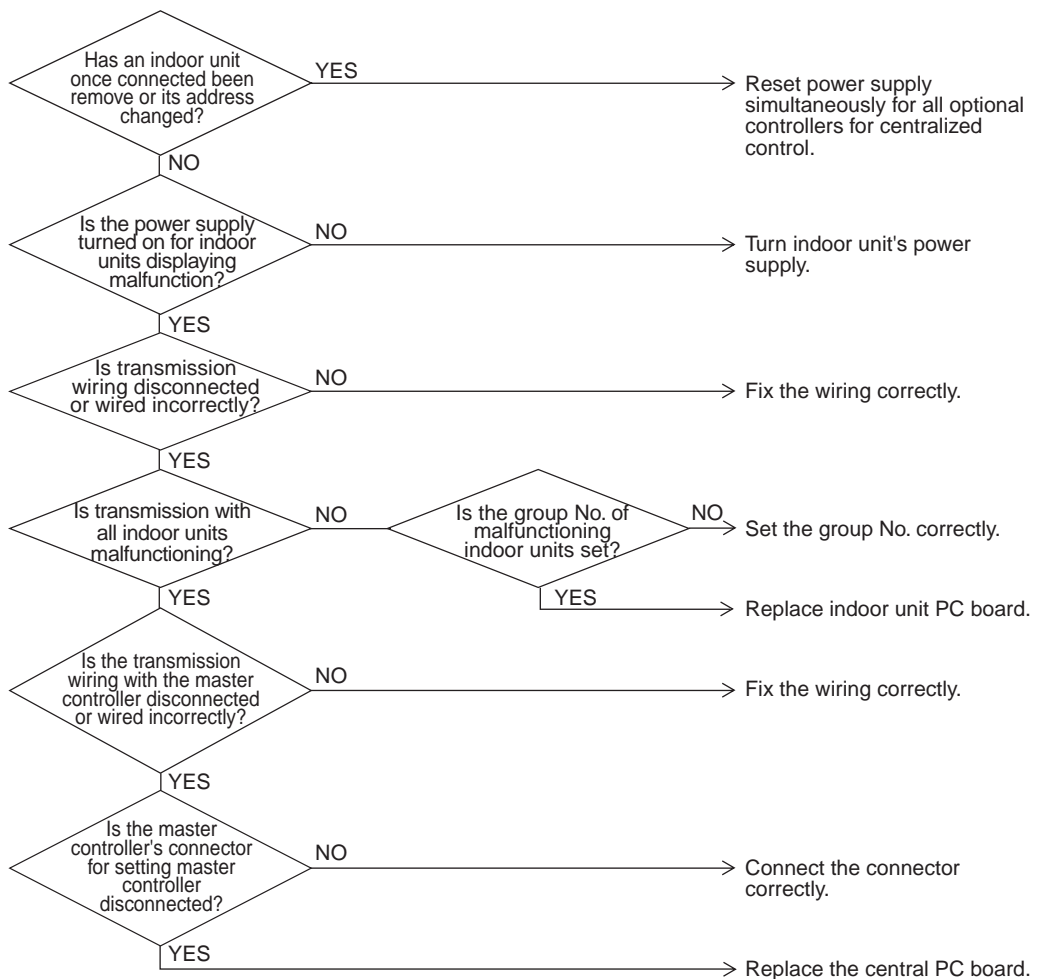 Has an indoor unit
once connected been
remove or its address
changed?
YES
Reset power supply
simultaneously for all optional
controllers for centralized
control.
NO
Is the power supply
turned on for indoor
units displaying
malfunction?
NO
Turn indoor unit's power
supply.
YES
Is transmission
wiring disconnected
or wired incorrectly?
NO
Fix the wiring correctly.
YES
Is transmission with
all indoor units
malfunctioning?
NO
Is the group No. of
malfunctioning
indoor units set?
NO
Set the group No. correctly.
YES
Replace indoor unit PC board.
YES
Is the transmission
wiring with the master
controller disconnected
or wired incorrectly?
NO
Fix the wiring correctly.
YES
Is the master
controller's connector
for setting master
controller
disconnected?
NO
Connect the connector
correctly.
YES
Replace the central PC board.